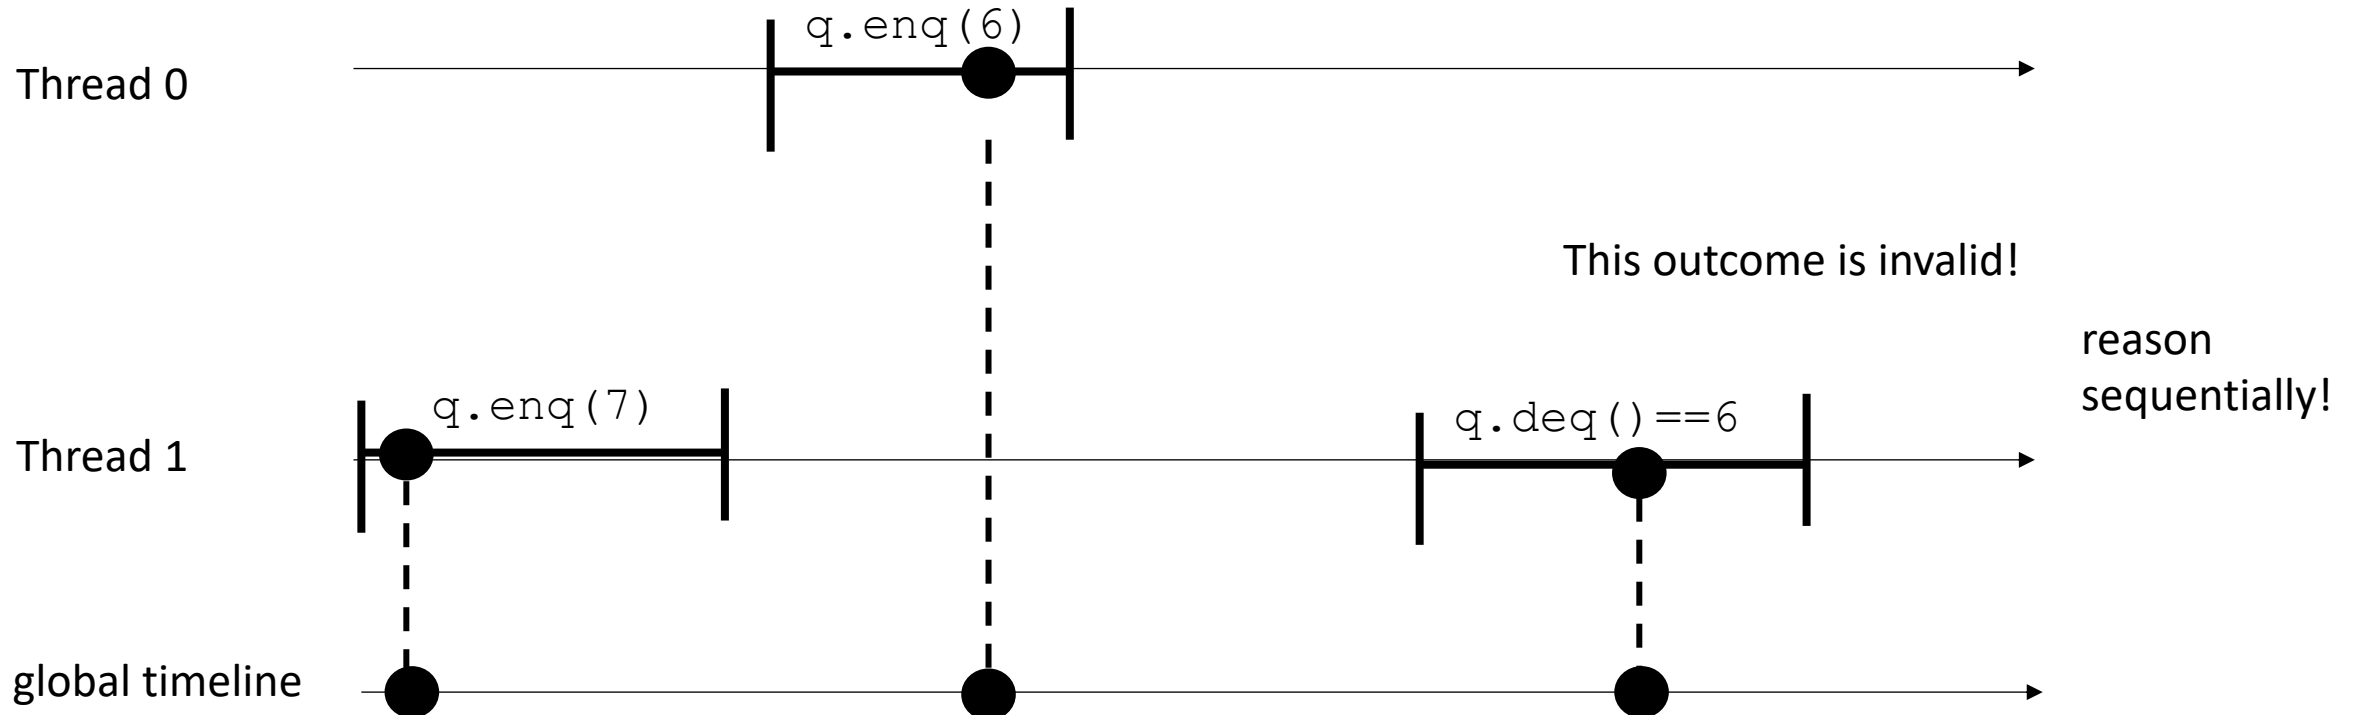 q.enq(6)
Thread 0
This outcome is invalid!
reason
sequentially!
q.enq(7)
q.deq()==6
Thread 1
global timeline